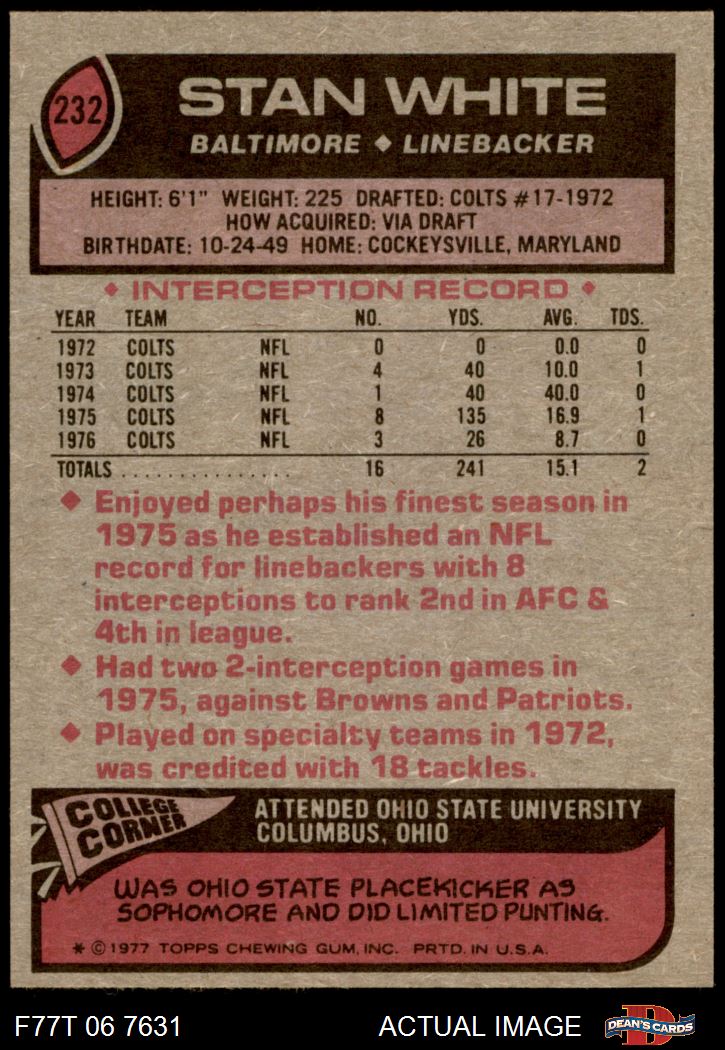 232
STAN WHITE
BALTIMORE ◆ LINEBACKER
HEIGHT: 6'1" WEIGHT: 225 DRAFTED: COLTS #17-1972
HOW ACQUIRED: VIA DRAFT
BIRTHDATE: 10-24-49 HOME: COCKEYSVILLE, MARYLAND
◆ INTERCEPTION RECORD ◆
YEAR TEAM NO. YDS. AVG. TDS.
1972 COLTS NFL 0 0 0.0 0
1973 COLTS NFL 4 40 10.0 1
1974 COLTS NFL 1 40 40.0 0
1975 COLTS NFL 8 135 16.9 1
1976 COLTS NFL 3 26 8.7 0
TOTALS . . . . . . . . . . . . . . . 16 241 15.1 2
◆ Enjoyed perhaps his finest season in
1975 as he established an NFL
record for linebackers with 8
interceptions to rank 2nd in AFC &
4th in league.
◆ Had two 2-interception games in
1975, against Browns and Patriots.
◆ Played on specialty teams in 1972,
was credited with 18 tackles.
COLLEGE
CORNER
ATTENDED OHIO STATE UNIVERSITY
COLUMBUS, OHIO
WAS OHIO STATE PLACEKICKER AS
SOPHOMORE AND DID LIMITED PUNTING.
* © 1977 TOPPS CHEWING GUM, INC. PRTD. IN U.S.A.
F77T 06 7631
ACTUAL IMAGE
D
DEAN'S CARDS